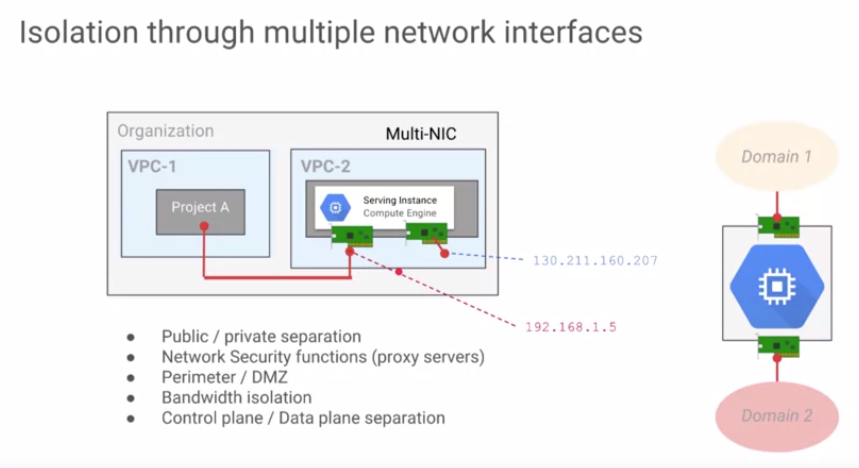 Isolation through multiple network interfaces
Organization
Multi-NIC
VPC-1
VPC-2
Project A
Serving Instance
Compute Engine
130.211.160.207
192.168.1.5
Domain 1
Domain 2
● Public / private separation
● Network Security functions (proxy servers)
● Perimeter / DMZ
● Bandwidth isolation
● Control plane / Data plane separation